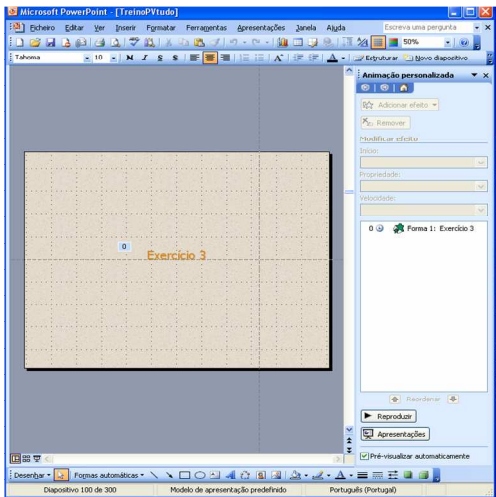 Microsoft PowerPoint - [TreinoPVtudo]
Ficheiro Editar Ver Inserir Formatar Ferramentas Apresentações Janela Ajuda Escreva uma pergunta
50%
Tahoma 10 N I S S A Estruturar Novo diapositivo
Animação personalizada
Adicionar efeito
Remover
Modificar efeito
Início:
Propriedade:
Velocidade:
0 Forma 1: Exercício 3
0
Exercício 3
Reordenar
Reproduzir
Apresentações
Pré-visualizar automaticamente
Desenhar Formas automáticas
Diapositivo 100 de 300 Modelo de apresentação predefinido Português (Portugal)